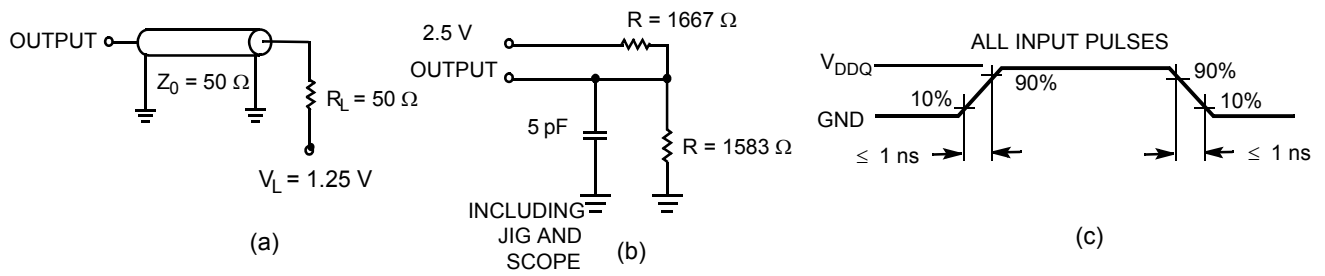 OUTPUT
Z0 = 50 Ω
RL = 50 Ω
VL = 1.25 V
(a)
R = 1667 Ω
2.5 V
OUTPUT
5 pF
R = 1583 Ω
INCLUDING
JIG AND
SCOPE
(b)
ALL INPUT PULSES
VDDQ
90%
90%
10%
10%
GND
≤ 1 ns
≤ 1 ns
(c)